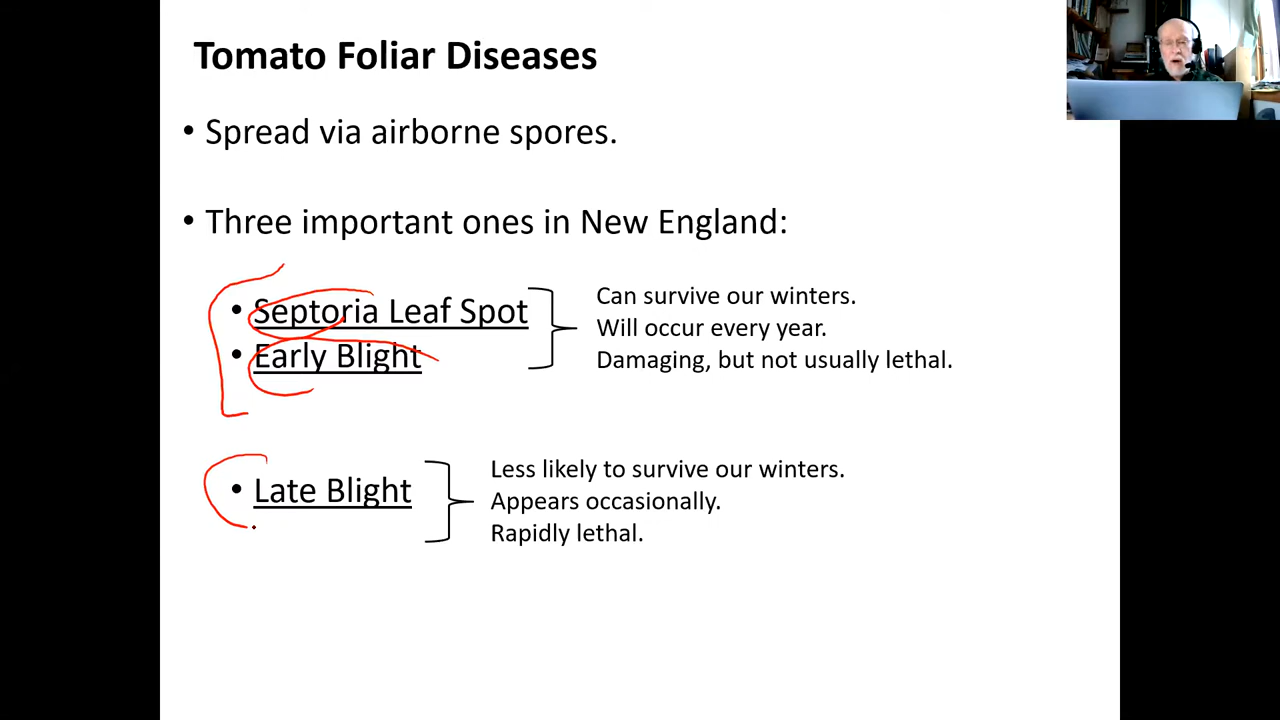 Tomato Foliar Diseases
• Spread via airborne spores.
• Three important ones in New England:
• Septoria Leaf Spot
• Early Blight
Can survive our winters.
Will occur every year.
Damaging, but not usually lethal.
• Late Blight
Less likely to survive our winters.
Appears occasionally.
Rapidly lethal.